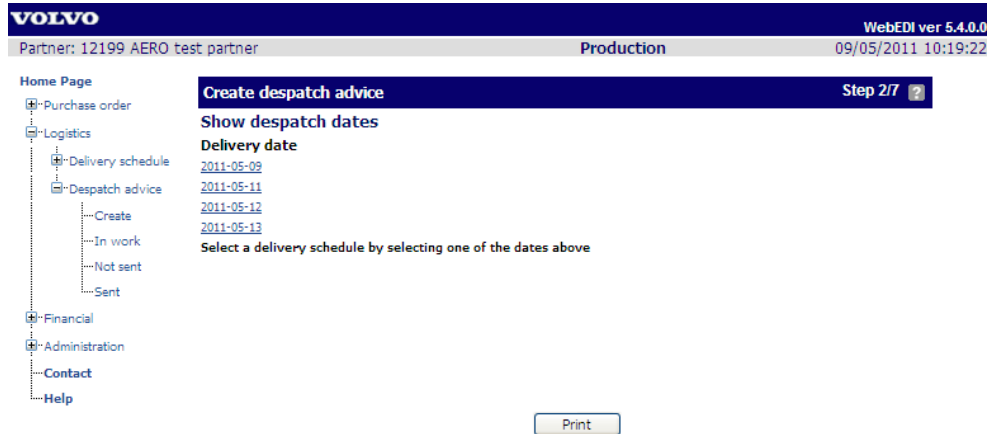 VOLVO
WebEDI ver 5.4.0.0
Partner: 12199 AERO test partner Production 09/05/2011 10:19:22
Home Page
Purchase order
Logistics
Delivery schedule
Despatch advice
Create
In work
Not sent
Sent
Financial
Administration
Contact
Help
Create despatch advice Step 2/7 ?
Show despatch dates
Delivery date
2011-05-09
2011-05-11
2011-05-12
2011-05-13
Select a delivery schedule by selecting one of the dates above
Print